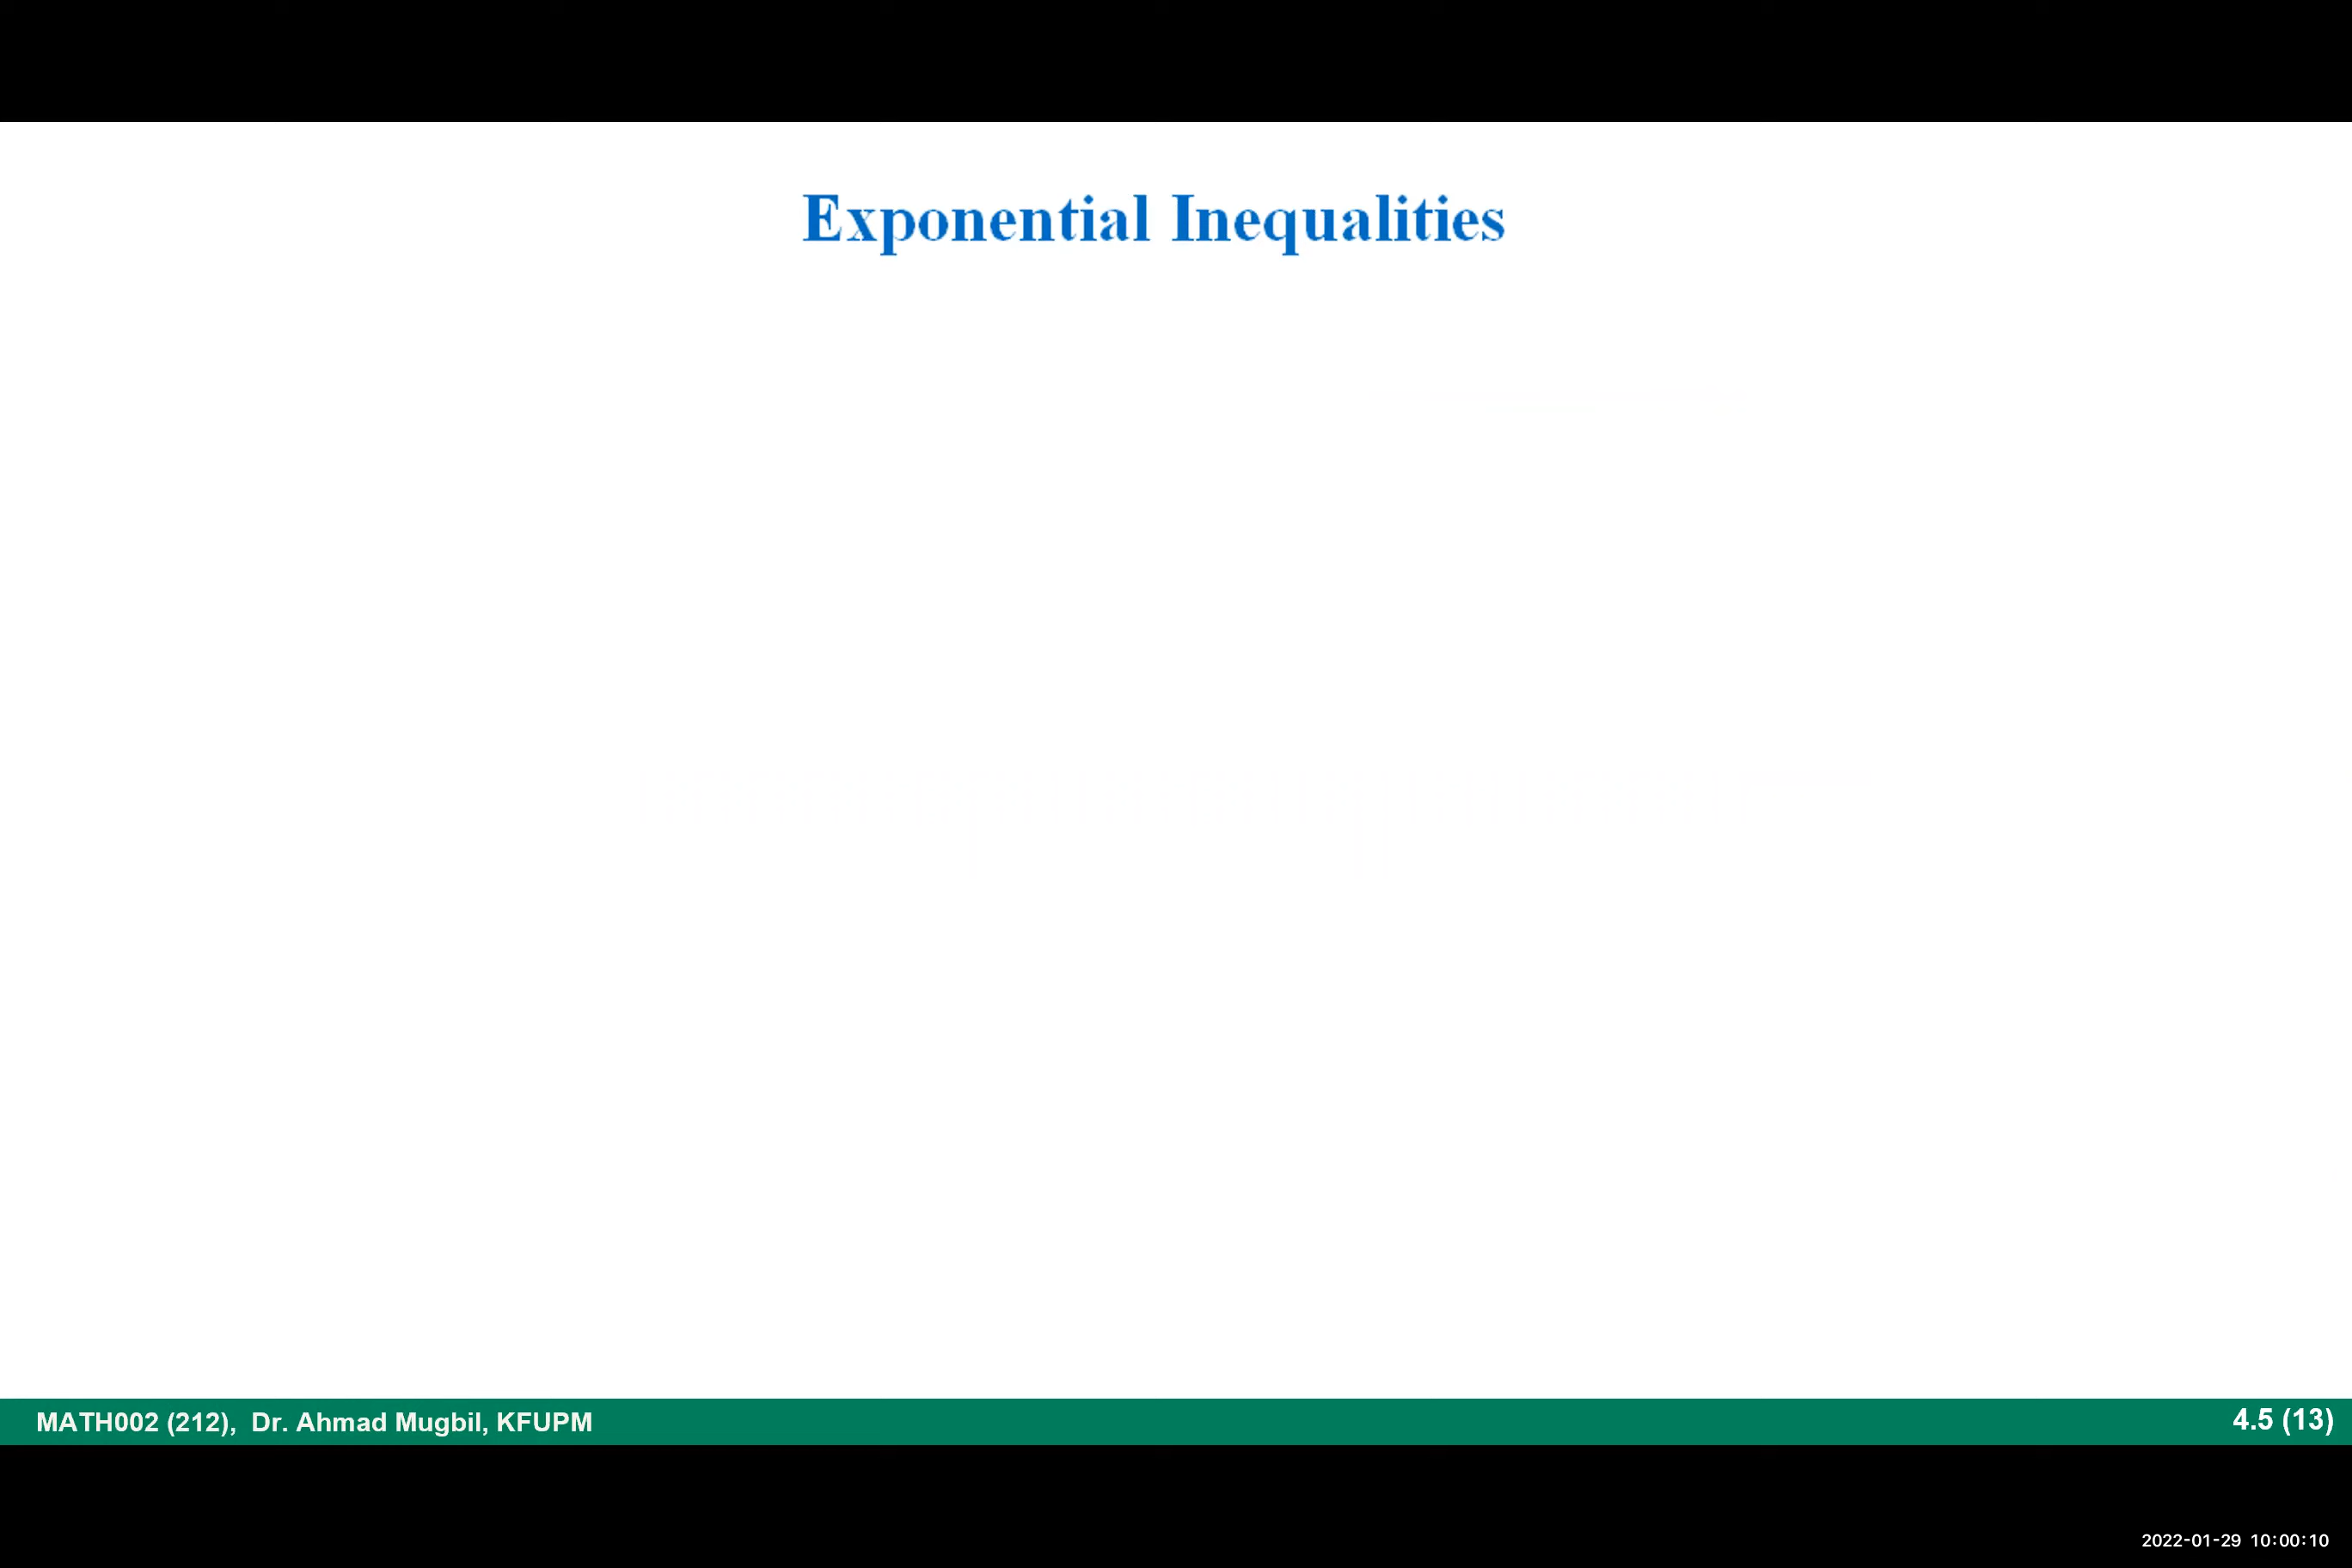 Exponential Inequalities
MATH002 (212), Dr. Ahmad Mugbil, KFUPM
4.5 (13)
2022-01-29 10:00:10